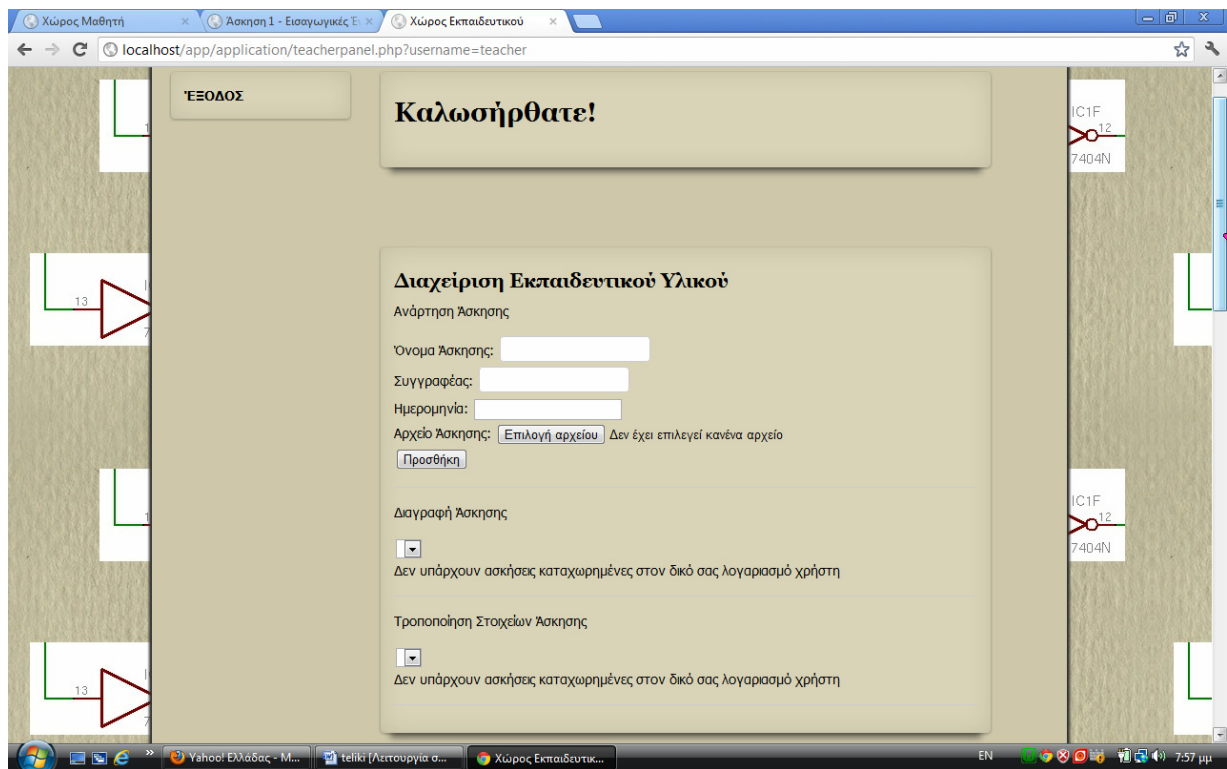 Χώρος Μαθητή
Άσκηση 1 - Εισαγωγικές Έ
Χώρος Εκπαιδευτικού
localhost/app/application/teacherpanel.php?username=teacher
ΈΞΟΔΟΣ
Καλωσήρθατε!
IC1F
12
7404N
Διαχείριση Εκπαιδευτικού Υλικού
Ανάρτηση Άσκησης
13
Όνομα Άσκησης:
Συγγραφέας:
Ημερομηνία:
Αρχείο Άσκησης: Επιλογή αρχείου Δεν έχει επιλεγεί κανένα αρχείο
Προσθήκη
IC1F
12
7404N
Διαγραφή Άσκησης
Δεν υπάρχουν ασκήσεις καταχωρημένες στον δικό σας λογαριασμό χρήστη
Τροποποίηση Στοιχείων Άσκησης
Δεν υπάρχουν ασκήσεις καταχωρημένες στον δικό σας λογαριασμό χρήστη
13
Yahoo! Ελλάδας - M... teliki [Λειτουργία σ... Χώρος Εκπαιδευτικ... EN 7:57 μμ